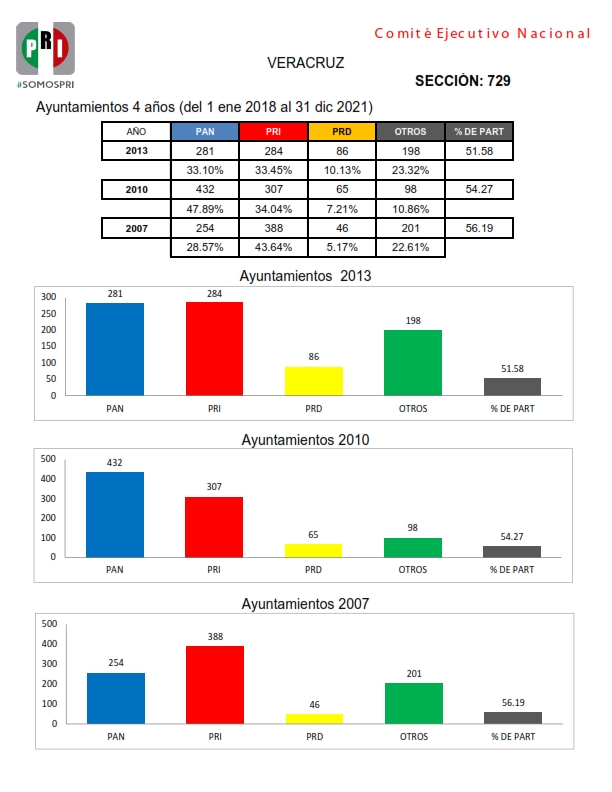 PRI
#SOMOSPRI
Comité Ejecutivo Nacional
VERACRUZ
SECCIÓN: 729
Ayuntamientos 4 años (del 1 ene 2018 al 31 dic 2021)
AÑO PAN PRI PRD OTROS % DE PART
2013 281 284 86 198 51.58
33.10% 33.45% 10.13% 23.32%
2010 432 307 65 98 54.27
47.89% 34.04% 7.21% 10.86%
2007 254 388 46 201 56.19
28.57% 43.64% 5.17% 22.61%
Ayuntamientos 2013
300
250
200
150
100
50
0
281 284 86 198 51.58
PAN PRI PRD OTROS % DE PART
Ayuntamientos 2010
500
400
300
200
100
0
432 307 65 98 54.27
PAN PRI PRD OTROS % DE PART
Ayuntamientos 2007
500
400
300
200
100
0
254 388 46 201 56.19
PAN PRI PRD OTROS % DE PART